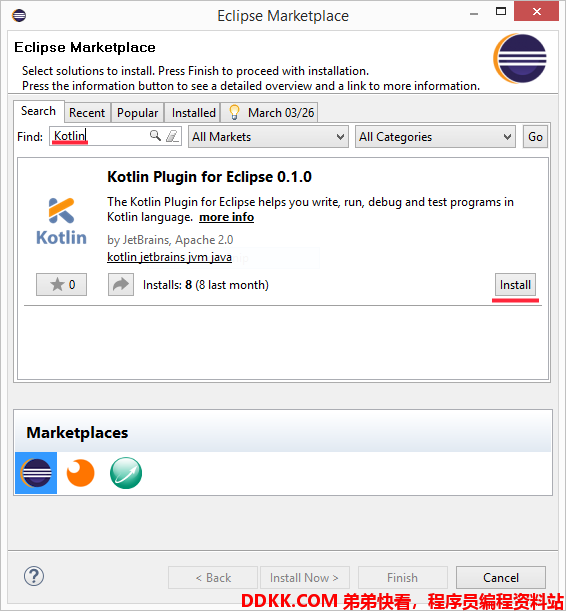 Eclipse Marketplace
Eclipse Marketplace
Select solutions to install. Press Finish to proceed with installation.
Press the information button to see a detailed overview and a link to more information.
Search Recent Popular Installed March 03/26
Find: Kotlin All Markets All Categories Go
Kotlin Plugin for Eclipse 0.1.0
The Kotlin Plugin for Eclipse helps you write, run, debug and test programs in
Kotlin language. more info
Kotlin
by JetBrains, Apache 2.0
kotlin jetbrains jvm java
0 Installs: 8 (8 last month) Install
Marketplaces
? < Back Install Now > Finish Cancel
DDKK.COM 弟弟快看，程序员编程资料站